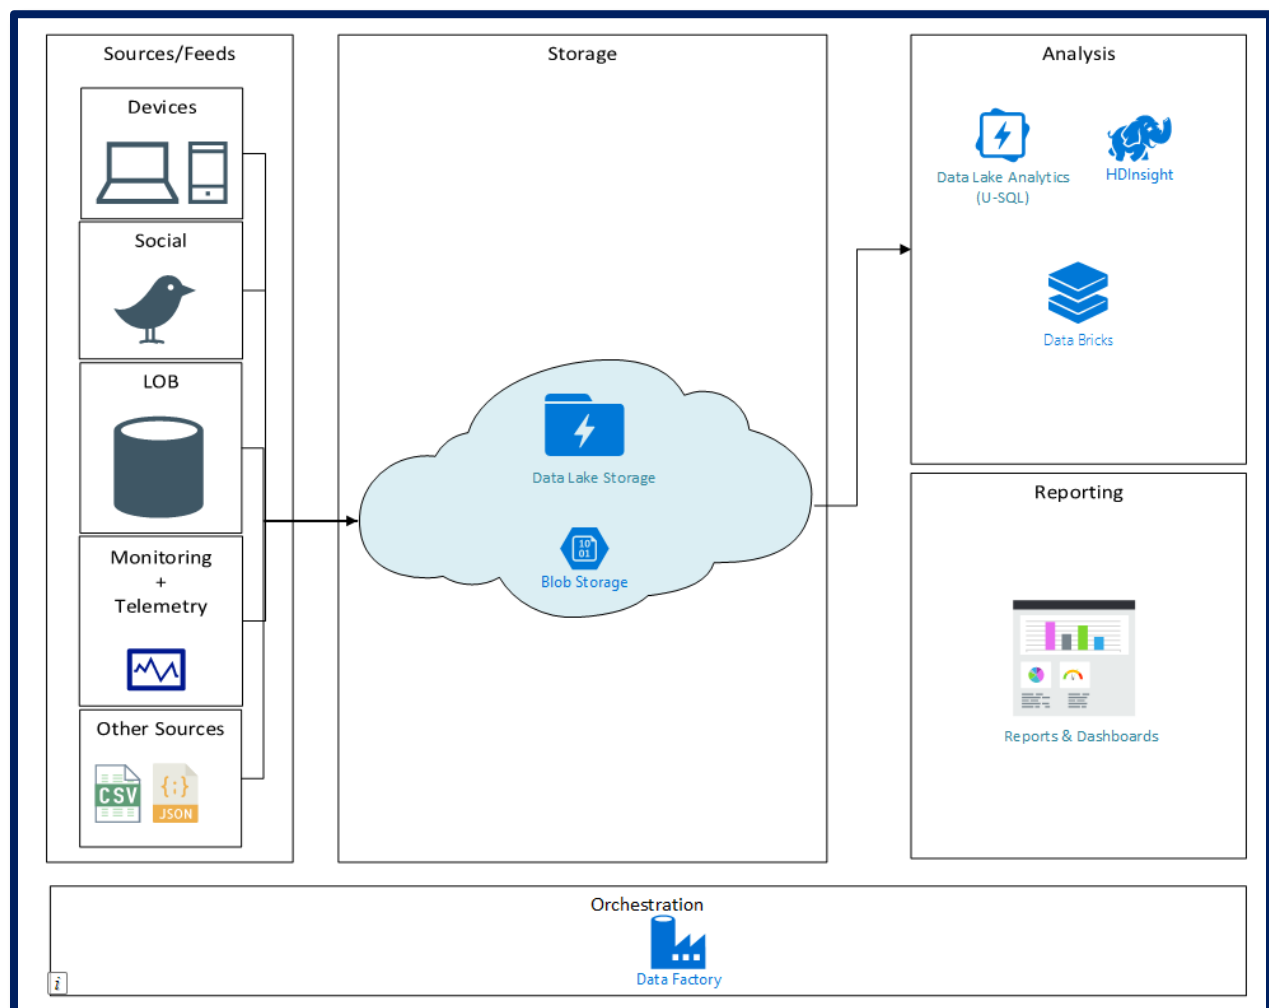 Sources/Feeds
Devices
Social
LOB
Monitoring
+
Telemetry
Other Sources
CSV
{:}
JSON
Storage
Data Lake Storage
10
01
Blob Storage
Analysis
Data Lake Analytics
(U-SQL)
HDInsight
Data Bricks
Reporting
Reports & Dashboards
Orchestration
Data Factory
i